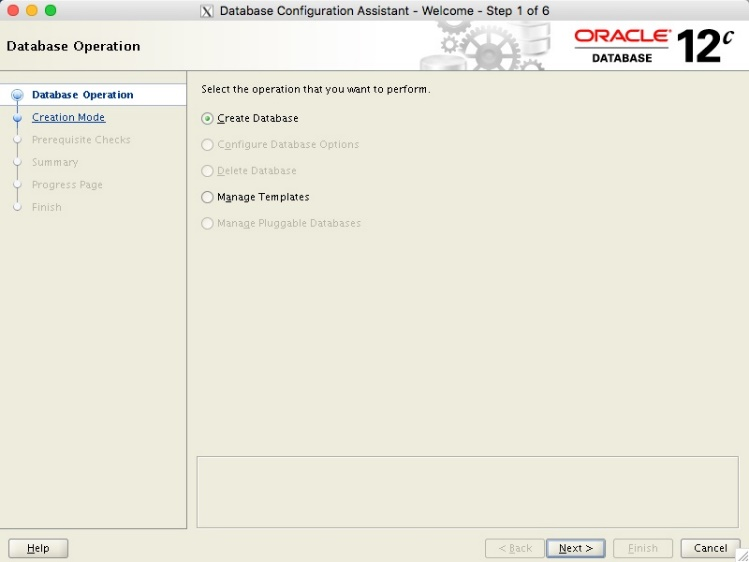 Database Configuration Assistant - Welcome - Step 1 of 6
Database Operation
ORACLE
DATABASE
12c
Database Operation
Creation Mode
Prerequisite Checks
Summary
Progress Page
Finish
Select the operation that you want to perform.
Create Database
Configure Database Options
Delete Database
Manage Templates
Manage Pluggable Databases
Help
< Back
Next >
Finish
Cancel